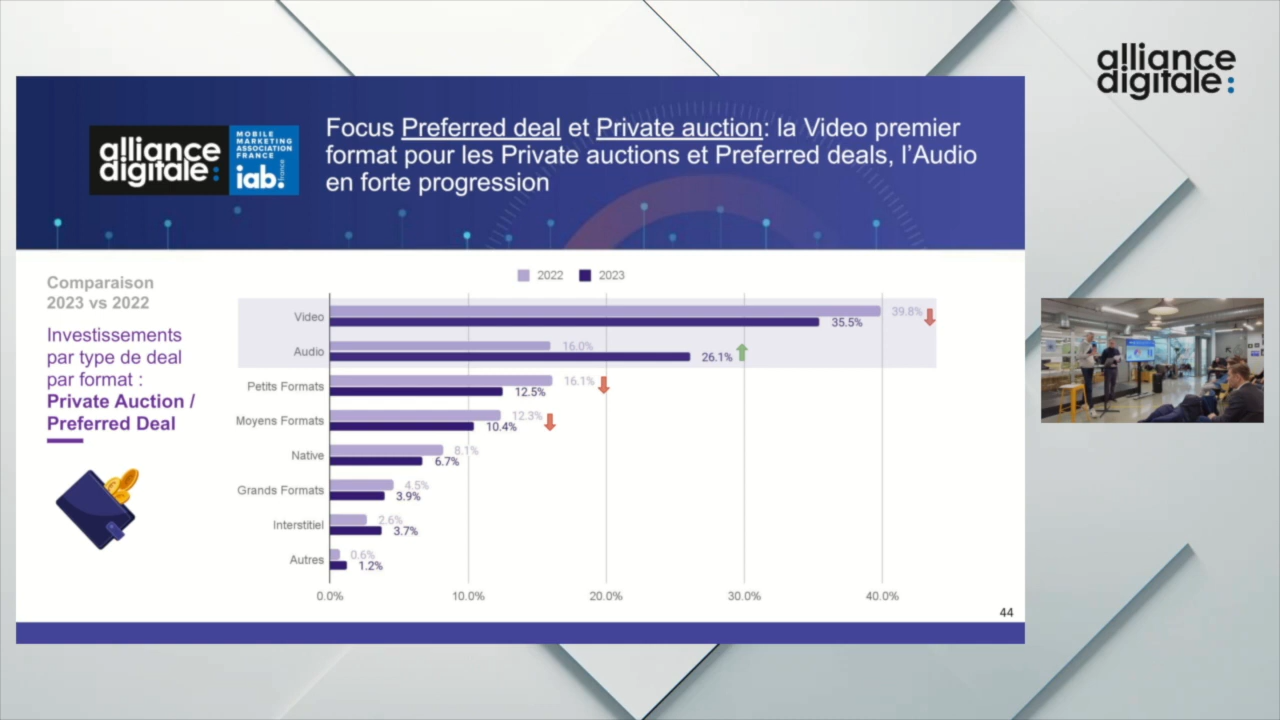 alliance
digitale:
alliance
digitale:
MOBILE
MARKETING
ASSOCIATION
FRANCE
iab.
france
Focus Preferred deal et Private auction: la Video premier
format pour les Private auctions et Preferred deals, l'Audio
en forte progression
Comparaison
2023 vs 2022
Investissements
par type de deal
par format :
Private Auction /
Preferred Deal
2022 2023
Video 39.8%
35.5%
Audio 16.0%
26.1%
Petits Formats 16.1%
12.5%
Moyens Formats 12.3%
10.4%
Native 8.1%
6.7%
Grands Formats 4.5%
3.9%
Interstitiel 2.6%
3.7%
Autres 0.6%
1.2%
0.0% 10.0% 20.0% 30.0% 40.0%
44